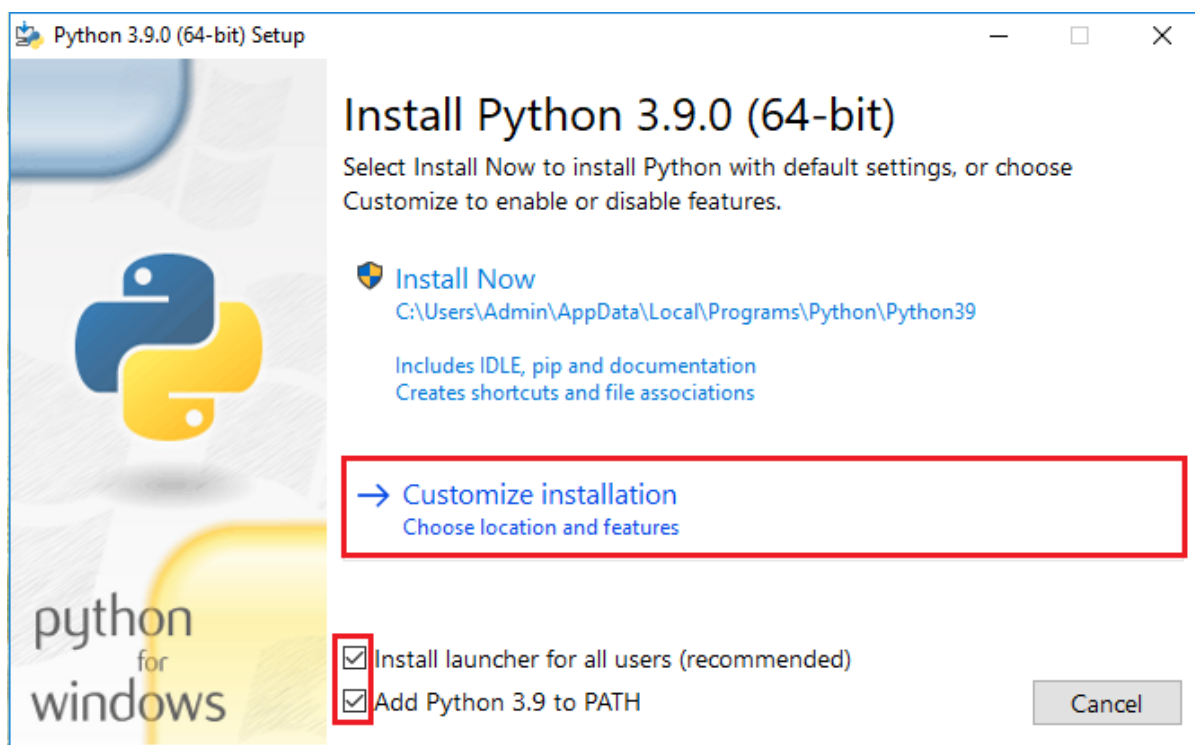 Python 3.9.0 (64-bit) Setup
Install Python 3.9.0 (64-bit)
Select Install Now to install Python with default settings, or choose
Customize to enable or disable features.
Install Now
C:\Users\Admin\AppData\Local\Programs\Python\Python39
Includes IDLE, pip and documentation
Creates shortcuts and file associations
Customize installation
Choose location and features
python
for
windows
Install launcher for all users (recommended)
Add Python 3.9 to PATH
Cancel